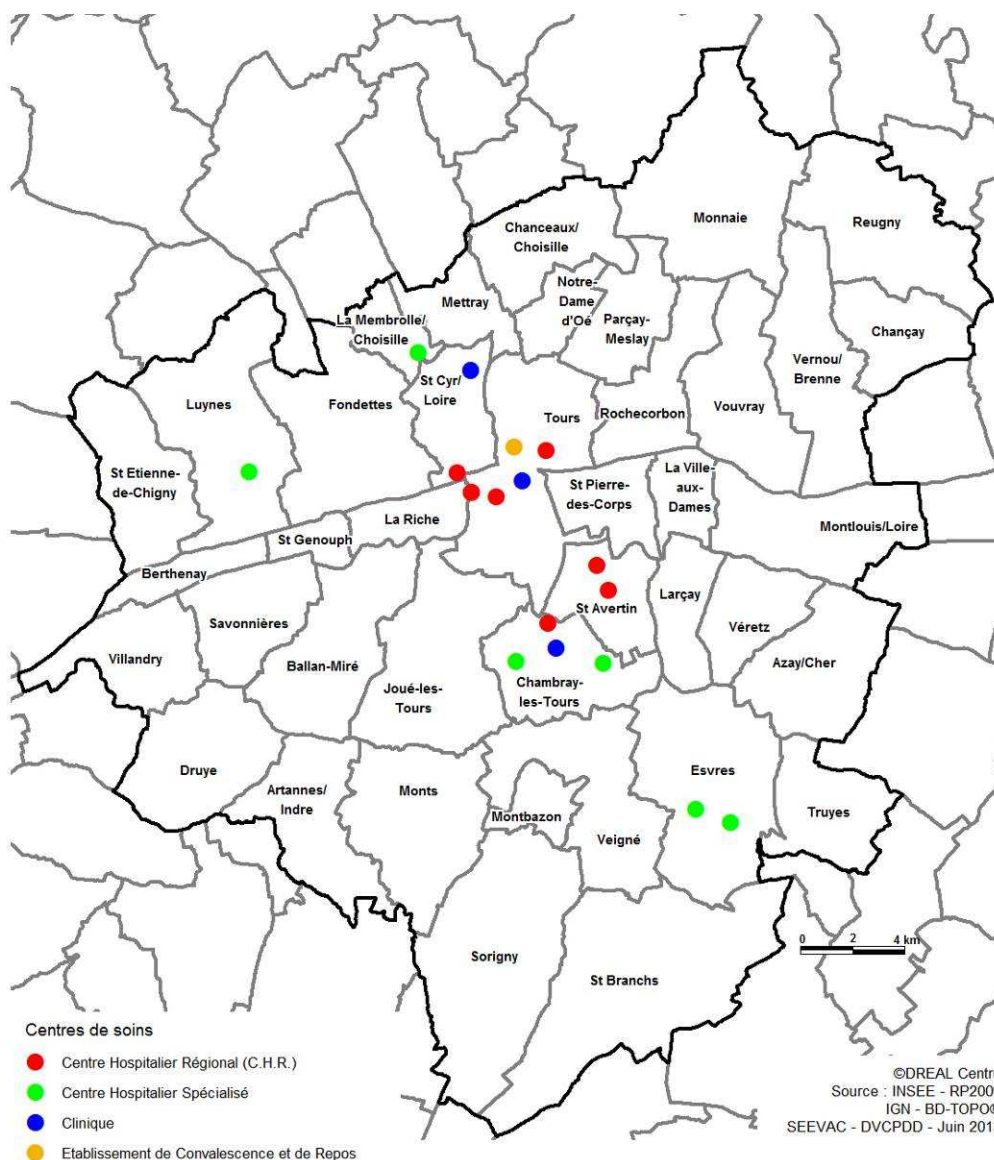 Monnaie
Reugny
Chanceaux/
Choisille
Notre-
Dame
d'Oé
Mettray
Parçay-
Meslay
La Membrolle/
Choisille
Chançay
Vernou/
Brenne
St Cyr/
Loire
Luynes
Fondettes
Tours
Rochecorbon
Vouvray
St Etienne-
de-Chigny
La Ville-
aux-
Dames
St Pierre-
des-Corps
La Riche
Montlouis/Loire
St Genouph
Berthenay
Larçay
St Avertin
Savonnières
Véretz
Villandry
Ballan-Miré
Azay/Cher
Joué-les-
Tours
Chambray-
les-Tours
Druye
Esvres
Artannes/
Indre
Monts
Montbazon
Truyes
Veigné
0 2 4 km
Sorigny
St Branchs
Centres de soins
Centre Hospitalier Régional (C.H.R.)
Centre Hospitalier Spécialisé
Clinique
Etablissement de Convalescence et de Repos
©DREAL Centre
Source : INSEE - RP200
IGN - BD-TOPO©
SEEVAC - DVCPDD - Juin 201